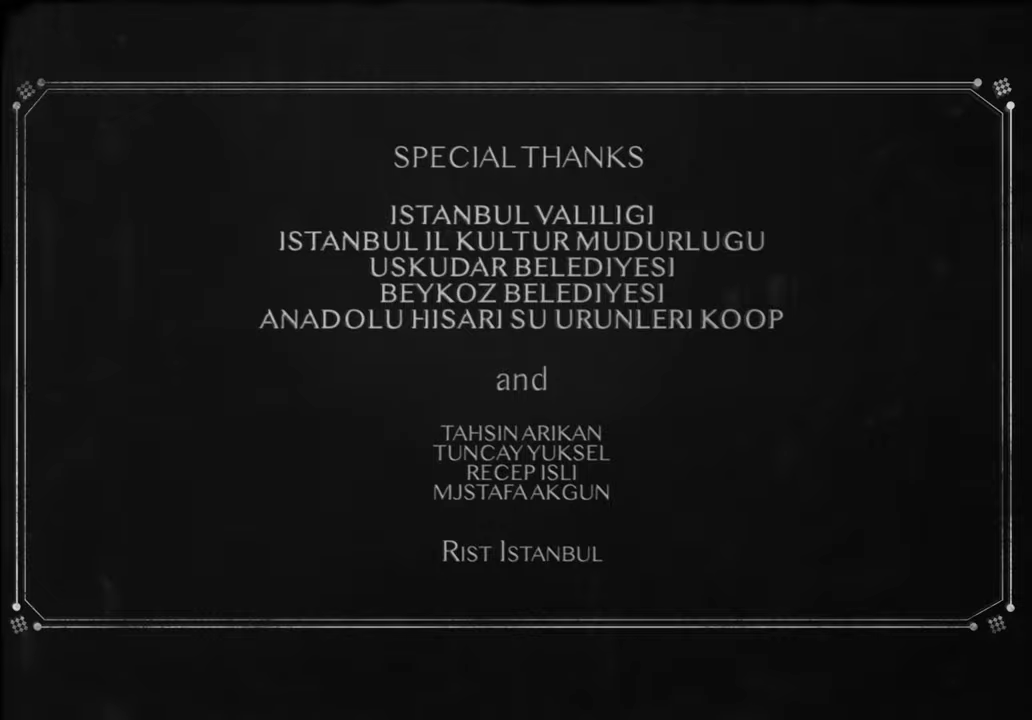 SPECIAL THANKS
ISTANBUL VALILIGI
ISTANBUL IL KULTUR MUDURLUGU
USKUDAR BELEDIYESI
BEYKOZ BELEDIYESI
ANADOLU HISARI SU URUNLERI KOOP
and
TAHSIN ARIKAN
TUNCAY YUKSEL
RECEP ISLI
MJSTAFA AKGUN
RIST ISTANBUL